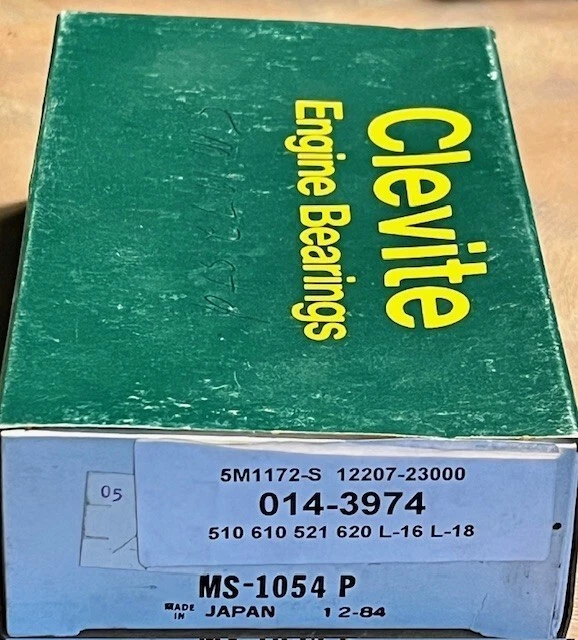 Clevite
Engine Bearings
05
5M1172-S 12207-23000
014-3974
510 610 521 620 L-16 L-18
MS-1054 P
MADE IN JAPAN 12-84